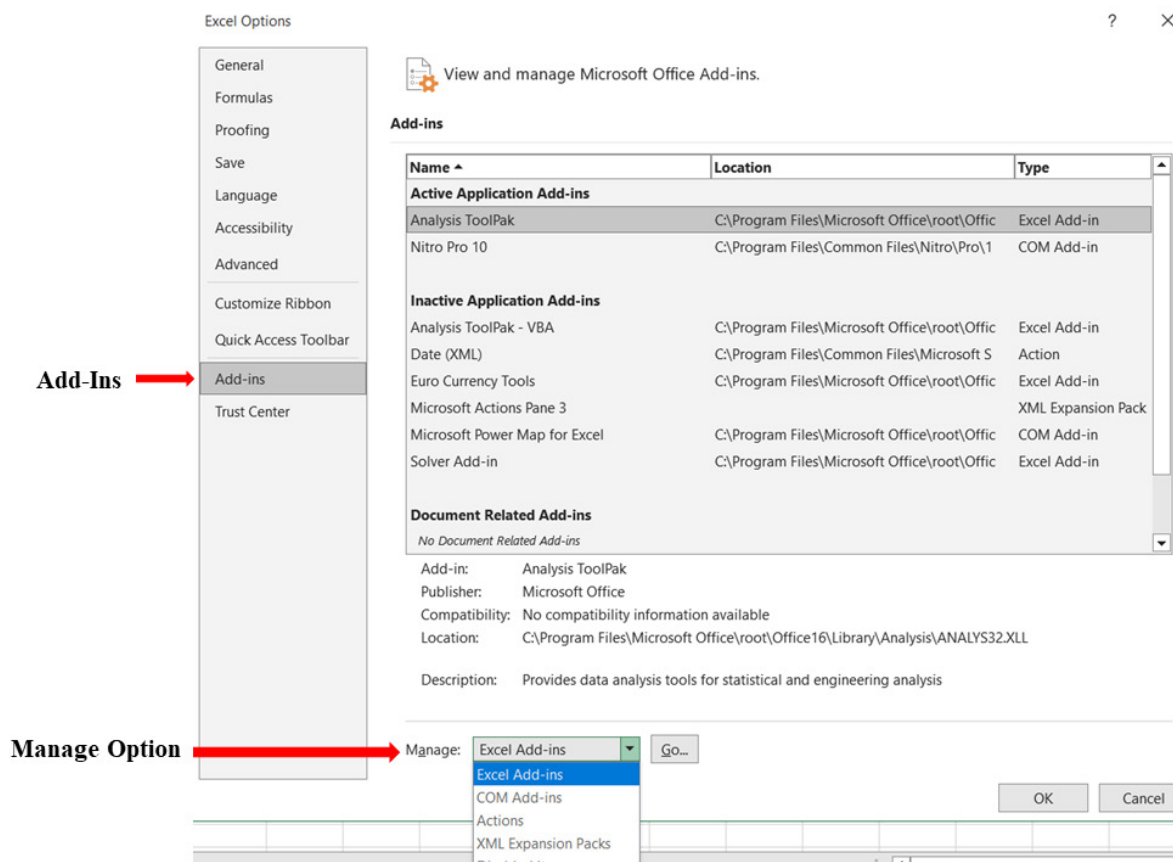 Excel Options
?
General
Formulas
Proofing
Save
Language
Accessibility
Advanced
Customize Ribbon
Quick Access Toolbar
Add-Ins
Add-ins
Trust Center
View and manage Microsoft Office Add-ins.
Add-ins
Name Location Type
Active Application Add-ins
Analysis ToolPak C:\Program Files\Microsoft Office\root\Offic Excel Add-in
Nitro Pro 10 C:\Program Files\Common Files\Nitro\Pro\1 COM Add-in
Inactive Application Add-ins
Analysis ToolPak - VBA C:\Program Files\Microsoft Office\root\Offic Excel Add-in
Date (XML) C:\Program Files\Common Files\Microsoft S Action
Euro Currency Tools C:\Program Files\Microsoft Office\root\Offic Excel Add-in
Microsoft Actions Pane 3 XML Expansion Pack
Microsoft Power Map for Excel C:\Program Files\Microsoft Office\root\Offic COM Add-in
Solver Add-in C:\Program Files\Microsoft Office\root\Offic Excel Add-in
Document Related Add-ins
No Document Related Add-ins
Add-in: Analysis ToolPak
Publisher: Microsoft Office
Compatibility: No compatibility information available
Location: C:\Program Files\Microsoft Office\root\Office16\Library\Analysis\ANALYS32.XLL
Description: Provides data analysis tools for statistical and engineering analysis
Manage Option
Manage: Excel Add-ins Go...
Excel Add-ins
COM Add-ins
Actions
XML Expansion Packs
OK Cancel